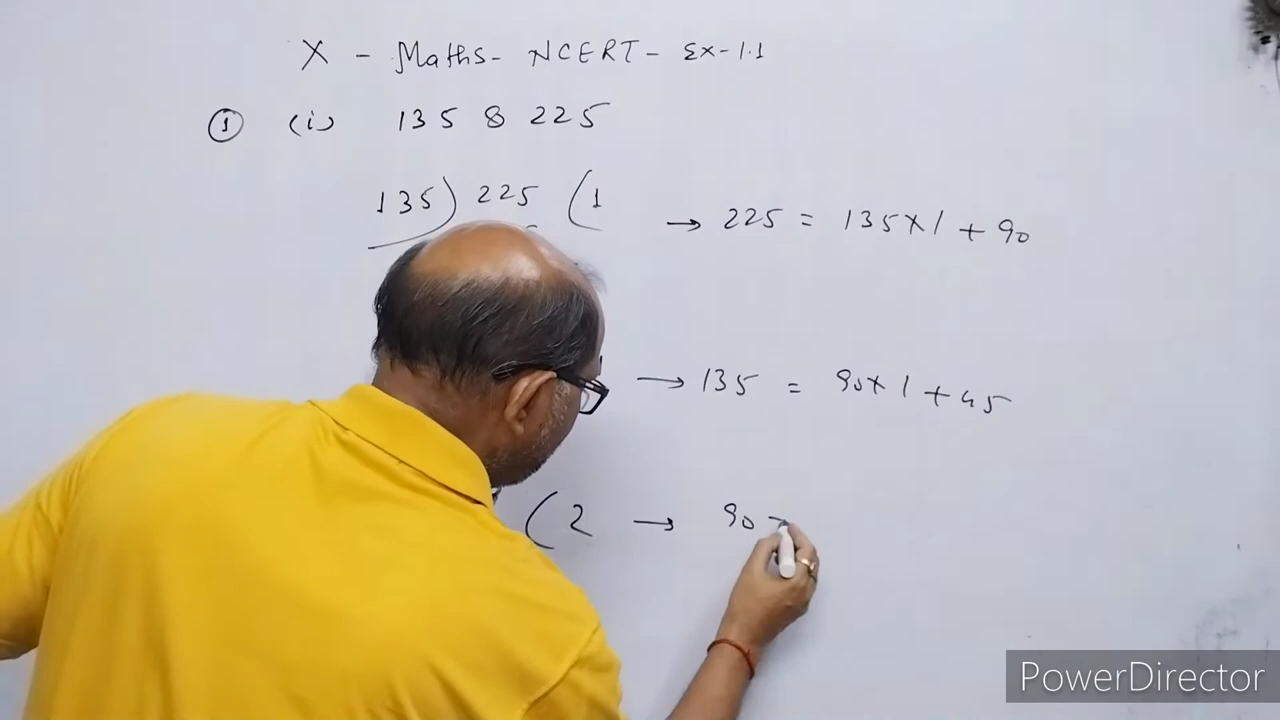 X - Maths - NCERT - Ex-1.1
① (i) 135 & 225
135) 225 (1 → 225 = 135×1 + 90
→ 135 = 90×1 + 45
(2 → 90 =
PowerDirector